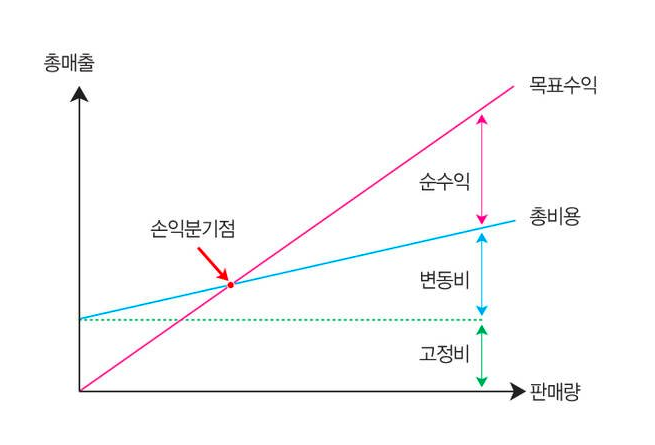 총매출
목표수익
순수익
총비용
손익분기점
변동비
고정비
판매량